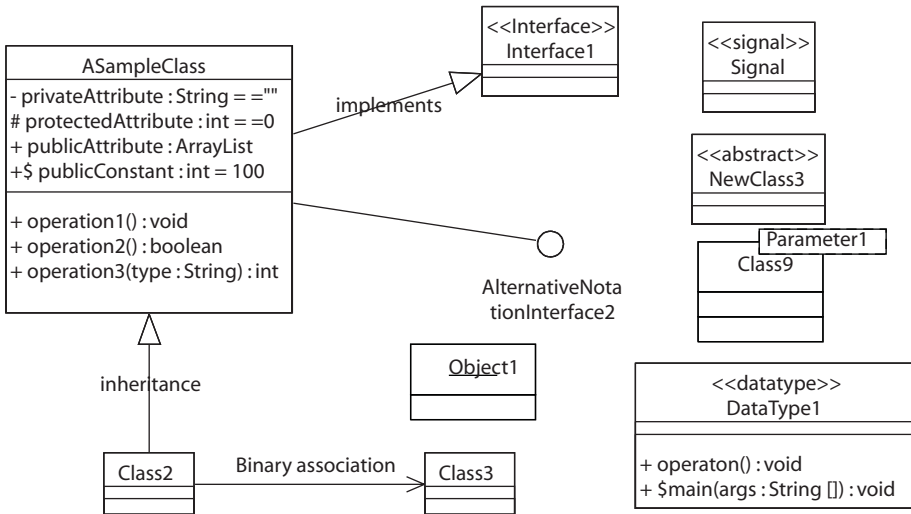 ASampleClass
- privateAttribute : String = =""
# protectedAttribute : int = =0
+ publicAttribute : ArrayList
+$ publicConstant : int = 100
+ operation1() : void
+ operation2() : boolean
+ operation3(type : String) : int
implements
<<Interface>>
Interface1
<<signal>>
Signal
<<abstract>>
NewClass3
Parameter1
Class9
AlternativeNota
tionInterface2
inheritance
Object1
<<datatype>>
DataType1
+ operaton() : void
+ $main(args : String []) : void
Class2
Binary association
Class3